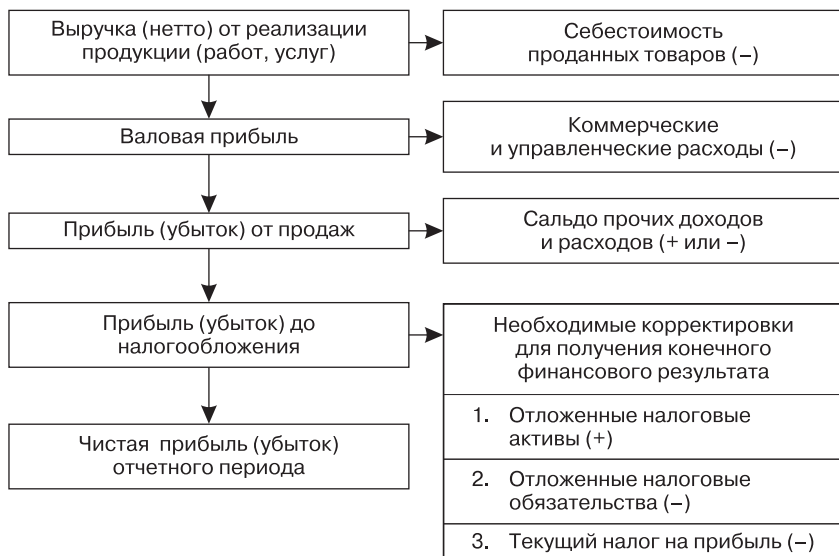 Выручка (нетто) от реализации
продукции (работ, услуг)
Себестоимость
проданных товаров (–)
Валовая прибыль
Коммерческие
и управленческие расходы (–)
Прибыль (убыток) от продаж
Сальдо прочих доходов
и расходов (+ или –)
Прибыль (убыток) до
налогообложения
Необходимые корректировки
для получения конечного
финансового результата
1. Отложенные налоговые
активы (+)
2. Отложенные налоговые
обязательства (–)
3. Текущий налог на прибыль (–)
Чистая прибыль (убыток)
отчетного периода